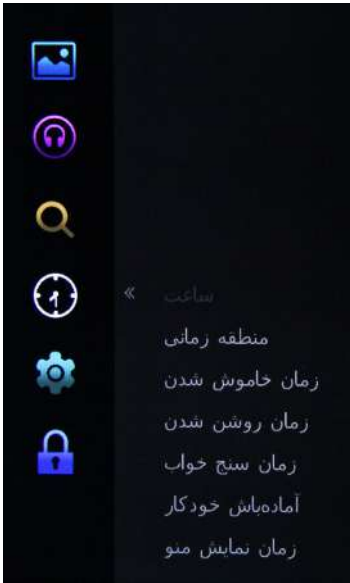 ساعت
منطقه زمانی
زمان خاموش شدن
زمان روشن شدن
زمان سنج خواب
آماده‌باش خودکار
زمان نمایش منو